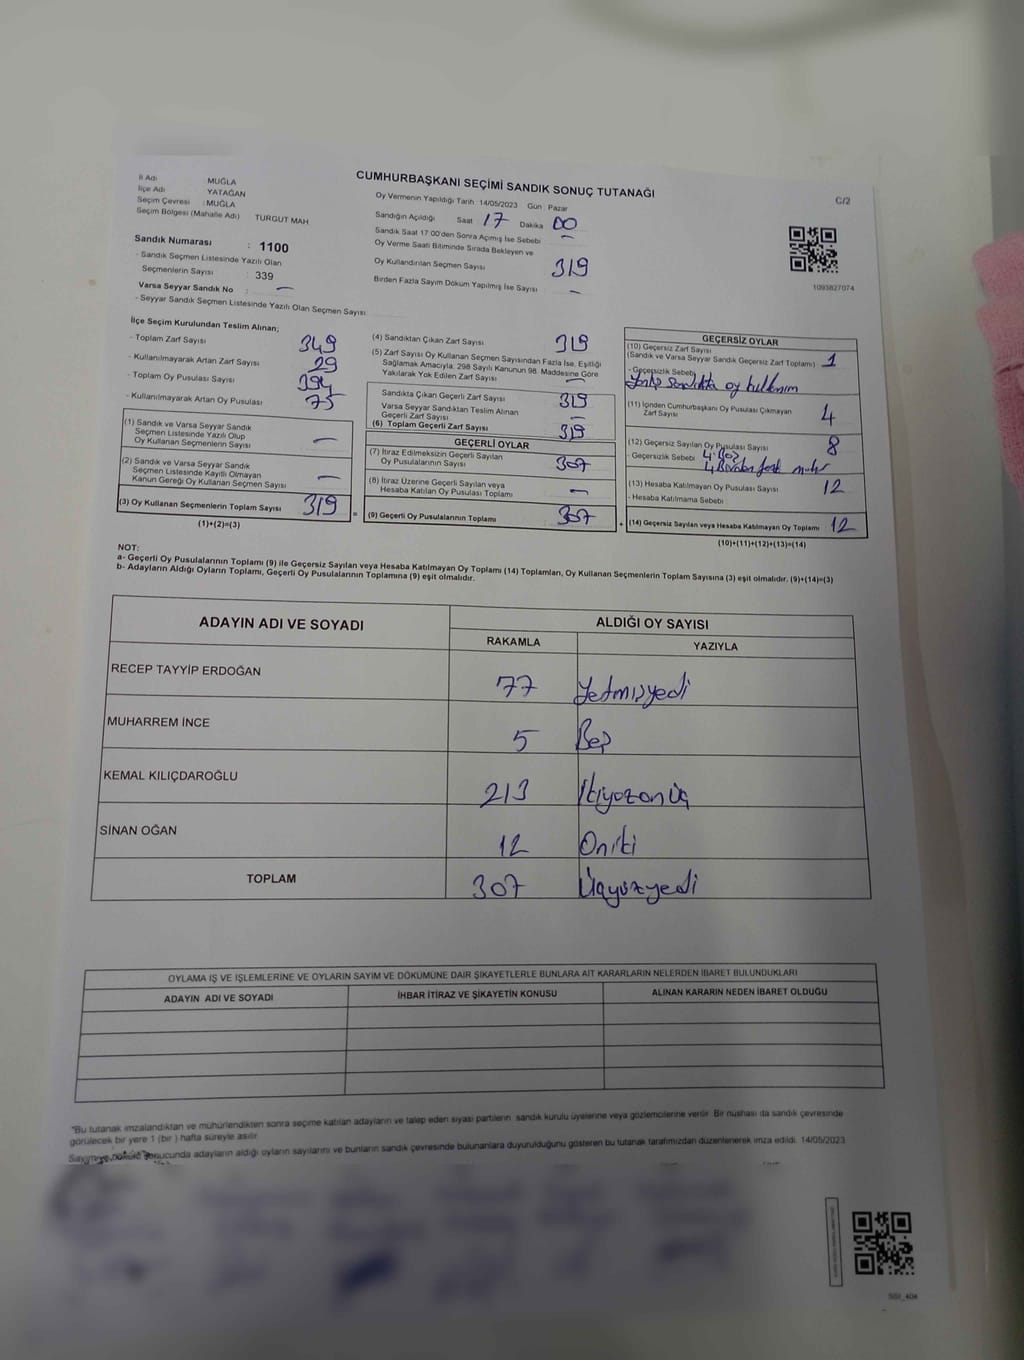 CUMHURBAŞKANI SEÇİMİ SANDIK SONUÇ TUTANAĞI
C/2
İl Adı : MUĞLA
İlçe Adı : YATAĞAN
Seçim Çevresi : MUĞLA
Seçim Bölgesi (Mahalle Adı) TURGUT MAH.
Sandık Numarası : 1100
- Sandık Seçmen Listesinde Yazılı Olan
Seçmenlerin Sayısı : 339
Varsa Seyyar Sandık No : —
- Seyyar Sandık Seçmen Listesinde Yazılı Olan Seçmen Sayısı:
Oy Vermenin Yapıldığı Tarih : 14/05/2023 Gün : Pazar
Sandığın Açıldığı Saat 17 Dakika 00
Sandık Saat 17:00'den Sonra Açımış İse Sebebi —
Oy Verme Saati Bitiminde Sırada Bekleyen ve
Oy Kullandırılan Seçmen Sayısı 319
Birden Fazla Sayım Döküm Yapılmış İse Sayısı —
1093827074
İlçe Seçim Kurulundan Teslim Alınan;
- Toplam Zarf Sayısı 349
- Kullanılmayarak Artan Zarf Sayısı 29
- Toplam Oy Pusulası Sayısı 394
- Kullanılmayarak Artan Oy Pusulası 75
(1) Sandık ve Varsa Seyyar Sandık
Seçmen Listesinde Yazılı Olup
Oy Kullanan Seçmenlerin Sayısı —
(2) Sandık ve Varsa Seyyar Sandık
Seçmen Listesinde Kayıtlı Olmayan
Kanun Gereği Oy Kullanan Seçmen Sayısı —
(3) Oy Kullanan Seçmenlerin Toplam Sayısı 319
(1)+(2)=(3)
(4) Sandıktan Çıkan Zarf Sayısı 319
(5) Zarf Sayısı Oy Kullanan Seçmen Sayısından Fazla İse, Eşitliği
Sağlamak Amacıyla, 298 Sayılı Kanunun 98. Maddesine Göre
Yakılarak Yok Edilen Zarf Sayısı —
Sandıkta Çıkan Geçerli Zarf Sayısı 319
Varsa Seyyar Sandıktan Teslim Alınan
Geçerli Zarf Sayısı —
(6) Toplam Geçerli Zarf Sayısı 319
GEÇERLİ OYLAR
(7) İtiraz Edilmeksizin Geçerli Sayılan
Oy Pusulalarının Sayısı 307
(8) İtiraz Üzerine Geçerli Sayılan veya
Hesaba Katılan Oy Pusulası Toplamı —
(9) Geçerli Oy Pusulalarının Toplamı 307
GEÇERSİZ OYLAR
(10) Geçersiz Zarf Sayısı
(Sandık ve Varsa Seyyar Sandık Geçersiz Zarf Toplamı) 1
- Geçersizlik Sebebi
sandıkta oy kullanım
(11) İçinden Cumhurbaşkanı Oy Pusulası Çıkmayan
Zarf Sayısı 4
(12) Geçersiz Sayılan Oy Pusulası Sayısı 8
- Geçersizlik Sebebi 4 Boş
4 Birden fazla mühür
(13) Hesaba Katılmayan Oy Pusulası Sayısı 12
- Hesaba Katılmama Sebebi
(14) Geçersiz Sayılan veya Hesaba Katılmayan Oy Toplamı : 12
(10)+(11)+(12)+(13)=(14)
NOT:
a- Geçerli Oy Pusulalarının Toplamı (9) ile Geçersiz Sayılan veya Hesaba Katılmayan Oy Toplamı (14) Toplamları, Oy Kullanan Seçmenlerin Toplam Sayısına (3) eşit olmalıdır. (9)+(14)=(3)
b- Adayların Aldığı Oyların Toplamı, Geçerli Oy Pusulalarının Toplamına (9) eşit olmalıdır.
ADAYIN ADI VE SOYADI ALDIĞI OY SAYISI
RAKAMLA YAZIYLA
RECEP TAYYİP ERDOĞAN 77 Yetmişyedi
MUHARREM İNCE 5 Beş
KEMAL KILIÇDAROĞLU 213 İkiyüzonüç
SİNAN OĞAN 12 Oniki
TOPLAM 307 Üçyüzyedi
OYLAMA İŞ VE İŞLEMLERİNE VE OYLARIN SAYIM VE DÖKÜMÜNE DAİR ŞİKAYETLERLE BUNLARA AİT KARARLARIN NELERDEN İBARET BULUNDUKLARI
ADAYIN ADI VE SOYADI İHBAR İTİRAZ VE ŞİKAYETİN KONUSU ALINAN KARARIN NEDEN İBARET OLDUĞU
"Bu tutanak imzalandıktan ve mühürlendikten sonra seçime katılan adayların ve talep eden siyasi partilerin sandık kurulu üyelerine veya gözlemcilerine verilir. Bir nüshası da sandık çevresinde
görülecek bir yere 1 (bir ) hafta süreyle asılır.
Sayım ve döküm sonucunda adayların aldığı oyların sayılarını ve bunların sandık çevresinde bulunanlara duyurulduğunu gösteren bu tutanak tarafımızdan düzenlenerek imza edildi. 14/05/2023
SSI_404